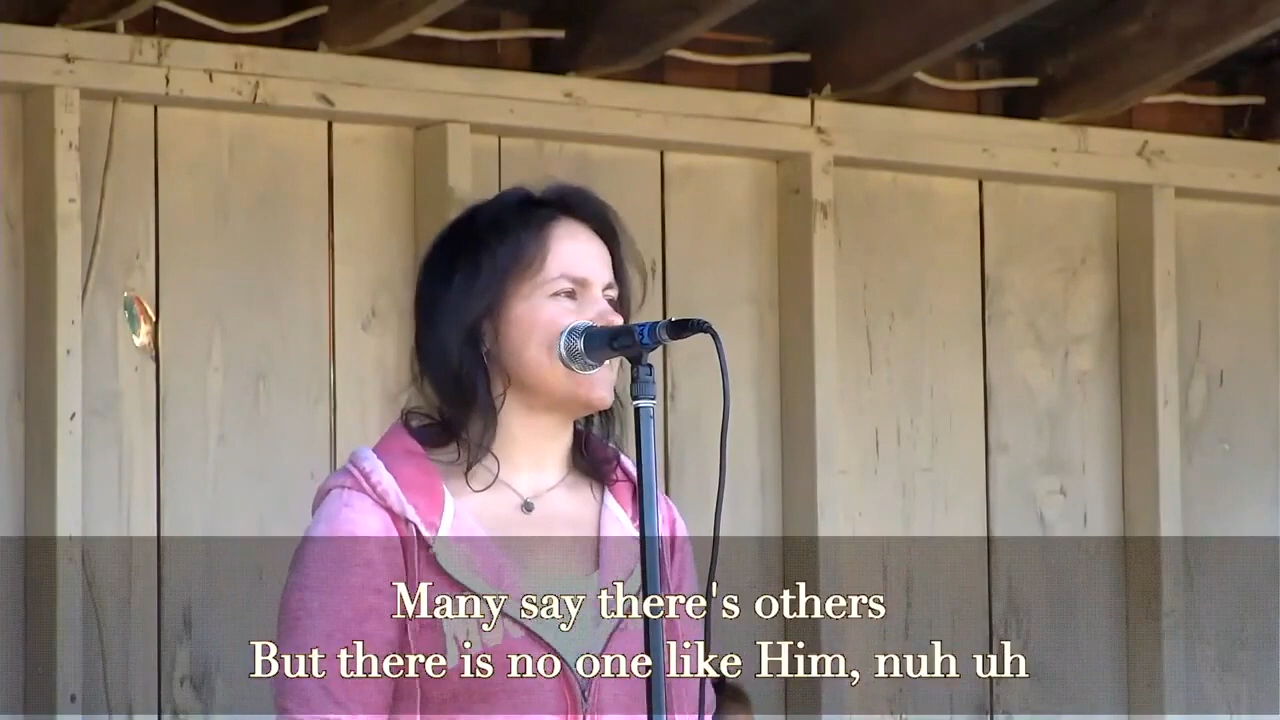 Many say there's others
But there is no one like Him, nuh uh